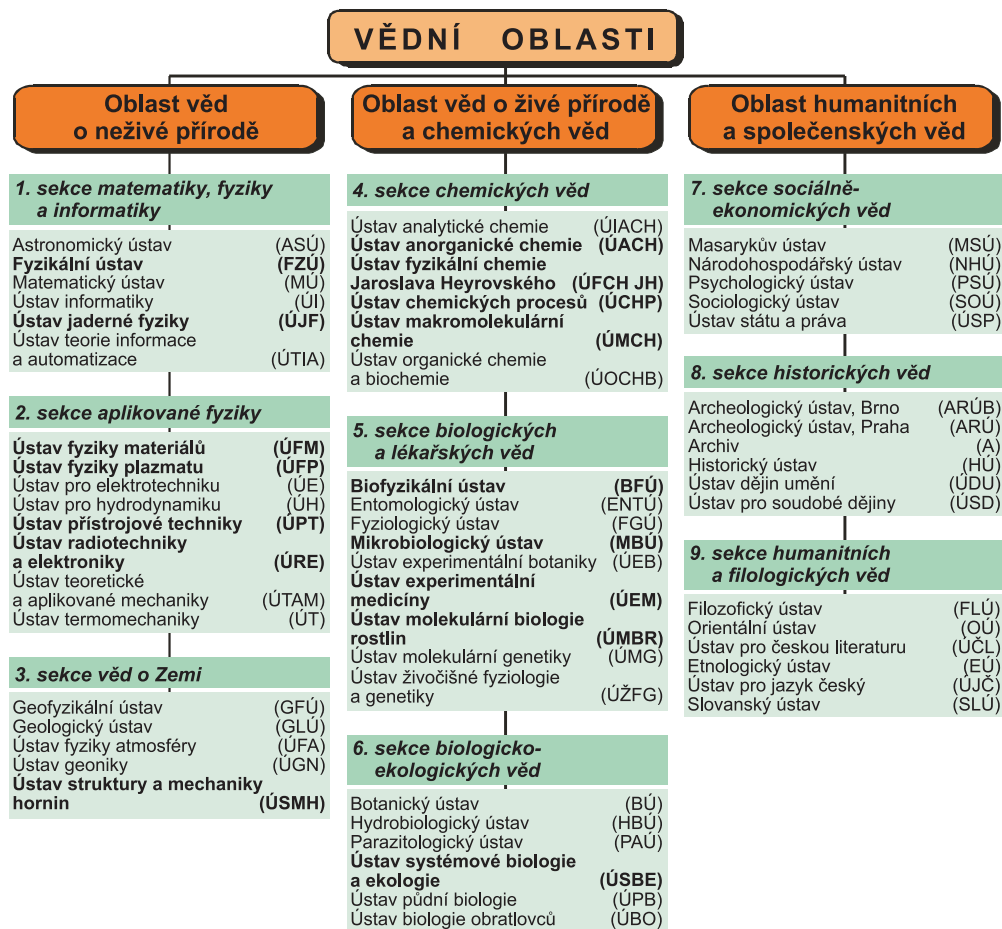 VĚDNÍ OBLASTI
Oblast věd
o neživé přírodě
1. sekce matematiky, fyziky
a informatiky
Astronomický ústav (ASÚ)
Fyzikální ústav (FZÚ)
Matematický ústav (MÚ)
Ústav informatiky (ÚI)
Ústav jaderné fyziky (ÚJF)
Ústav teorie informace
a automatizace (ÚTIA)
2. sekce aplikované fyziky
Ústav fyziky materiálů (ÚFM)
Ústav fyziky plazmatu (ÚFP)
Ústav pro elektrotechniku (ÚE)
Ústav pro hydrodynamiku (ÚH)
Ústav přístrojové techniky (ÚPT)
Ústav radiotechniky
a elektroniky (ÚRE)
Ústav teoretické
a aplikované mechaniky (ÚTAM)
Ústav termomechaniky (ÚT)
3. sekce věd o Zemi
Geofyzikální ústav (GFÚ)
Geologický ústav (GLÚ)
Ústav fyziky atmosféry (ÚFA)
Ústav geoniky (ÚGN)
Ústav struktury a mechaniky
hornin (ÚSMH)
Oblast věd o živé přírodě
a chemických věd
4. sekce chemických věd
Ústav analytické chemie (ÚIACH)
Ústav anorganické chemie (ÚACH)
Ústav fyzikální chemie
Jaroslava Heyrovského (ÚFCH JH)
Ústav chemických procesů (ÚCHP)
Ústav makromolekulární
chemie (ÚMCH)
Ústav organické chemie
a biochemie (ÚOCHB)
5. sekce biologických
a lékařských věd
Biofyzikální ústav (BFÚ)
Entomologický ústav (ENTÚ)
Fyziologický ústav (FGÚ)
Mikrobiologický ústav (MBÚ)
Ústav experimentální botaniky (ÚEB)
Ústav experimentální
medicíny (ÚEM)
Ústav molekulární biologie
rostlin (ÚMBR)
Ústav molekulární genetiky (ÚMG)
Ústav živočišné fyziologie
a genetiky (ÚŽFG)
6. sekce biologicko-
ekologických věd
Botanický ústav (BÚ)
Hydrobiologický ústav (HBÚ)
Parazitologický ústav (PAÚ)
Ústav systémové biologie
a ekologie (ÚSBE)
Ústav půdní biologie (ÚPB)
Ústav biologie obratlovců (ÚBO)
Oblast humanitních
a společenských věd
7. sekce sociálně-
ekonomických věd
Masarykův ústav (MSÚ)
Národohospodářský ústav (NHÚ)
Psychologický ústav (PSÚ)
Sociologický ústav (SOÚ)
Ústav státu a práva (ÚSP)
8. sekce historických věd
Archeologický ústav, Brno (ARÚB)
Archeologický ústav, Praha (ARÚ)
Archiv (A)
Historický ústav (HÚ)
Ústav dějin umění (ÚDU)
Ústav pro soudobé dějiny (ÚSD)
9. sekce humanitních
a filologických věd
Filozofický ústav (FLÚ)
Orientální ústav (OÚ)
Ústav pro českou literaturu (ÚČL)
Etnologický ústav (EÚ)
Ústav pro jazyk český (ÚJČ)
Slovanský ústav (SLÚ)